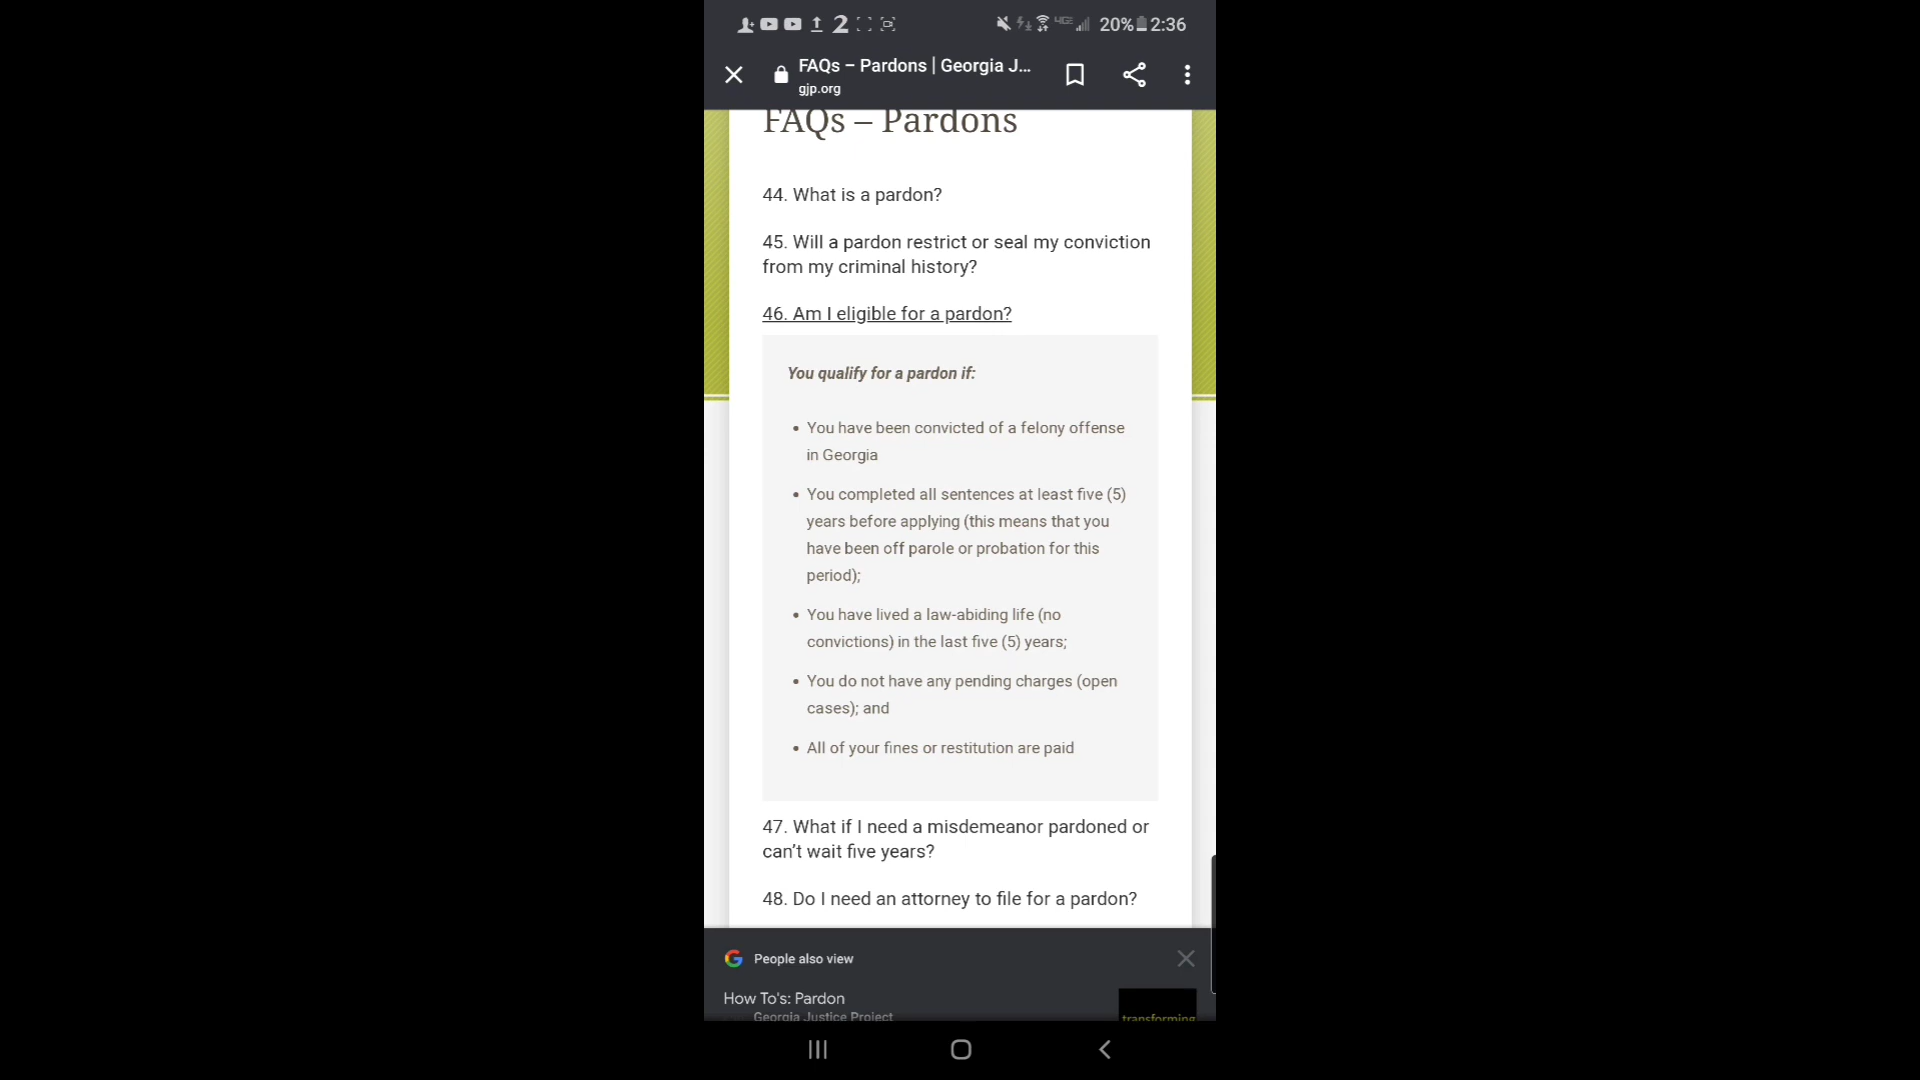 2 20% 2:36
FAQs – Pardons | Georgia J...
gjp.org
FAQs – Pardons
44. What is a pardon?
45. Will a pardon restrict or seal my conviction
from my criminal history?
46. Am I eligible for a pardon?
You qualify for a pardon if:
• You have been convicted of a felony offense
in Georgia
• You completed all sentences at least five (5)
years before applying (this means that you
have been off parole or probation for this
period);
• You have lived a law-abiding life (no
convictions) in the last five (5) years;
• You do not have any pending charges (open
cases); and
• All of your fines or restitution are paid
47. What if I need a misdemeanor pardoned or
can’t wait five years?
48. Do I need an attorney to file for a pardon?
People also view
How To's: Pardon
Georgia Justice Project
transforming